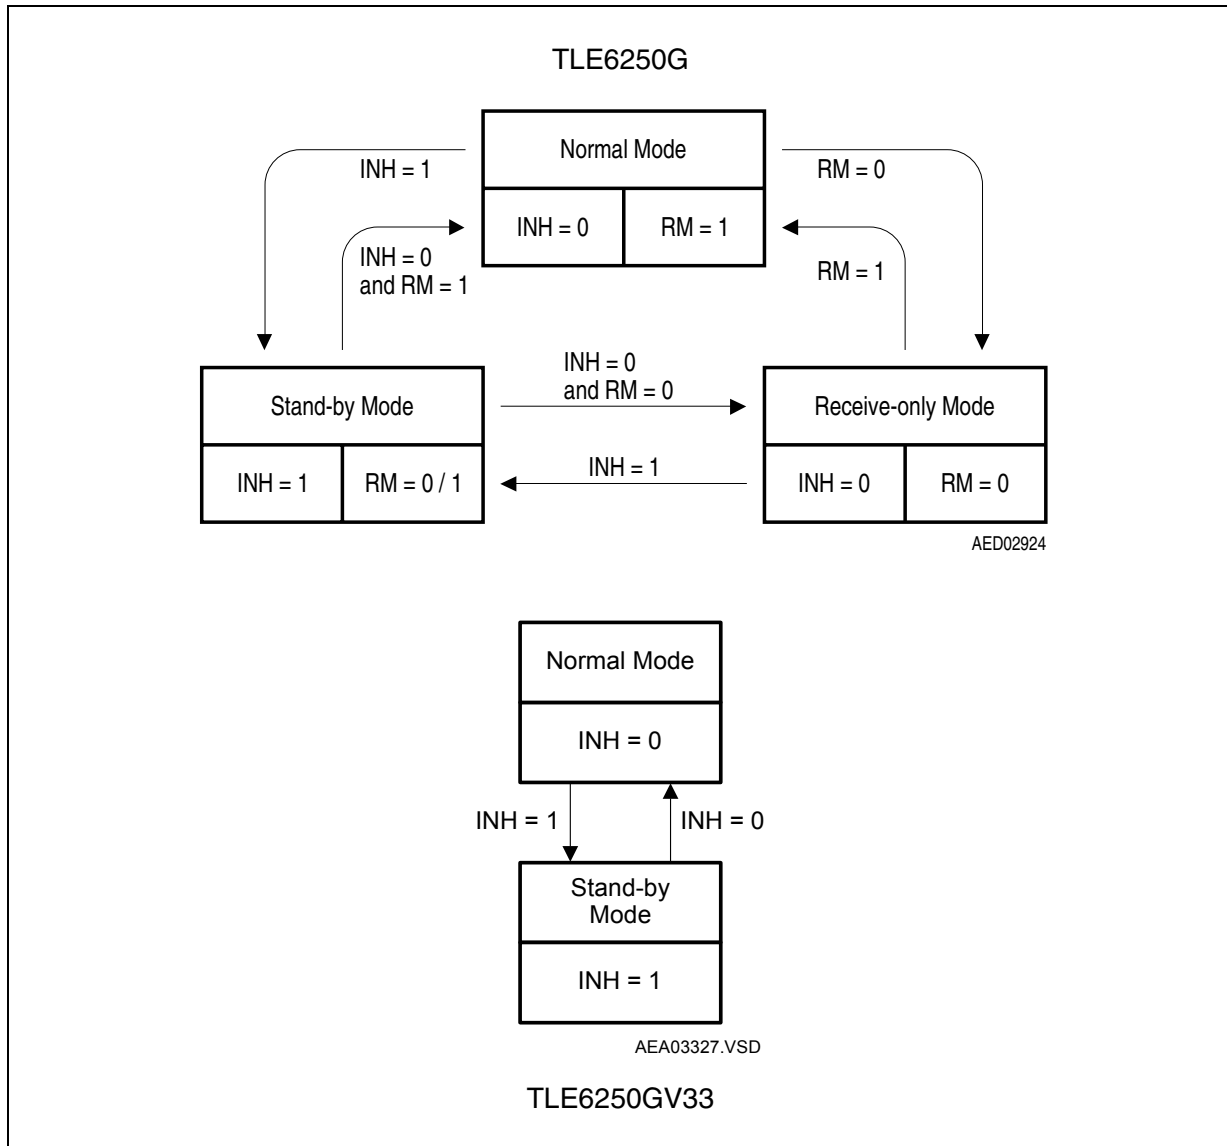 TLE6250G
Normal Mode
INH = 1
RM = 0
INH = 0
RM = 1
INH = 0
and RM = 1
RM = 1
INH = 0
and RM = 0
Stand-by Mode
Receive-only Mode
INH = 1
INH = 1
RM = 0 / 1
INH = 0
RM = 0
AED02924
Normal Mode
INH = 0
INH = 1
INH = 0
Stand-by
Mode
INH = 1
AEA03327.VSD
TLE6250GV33